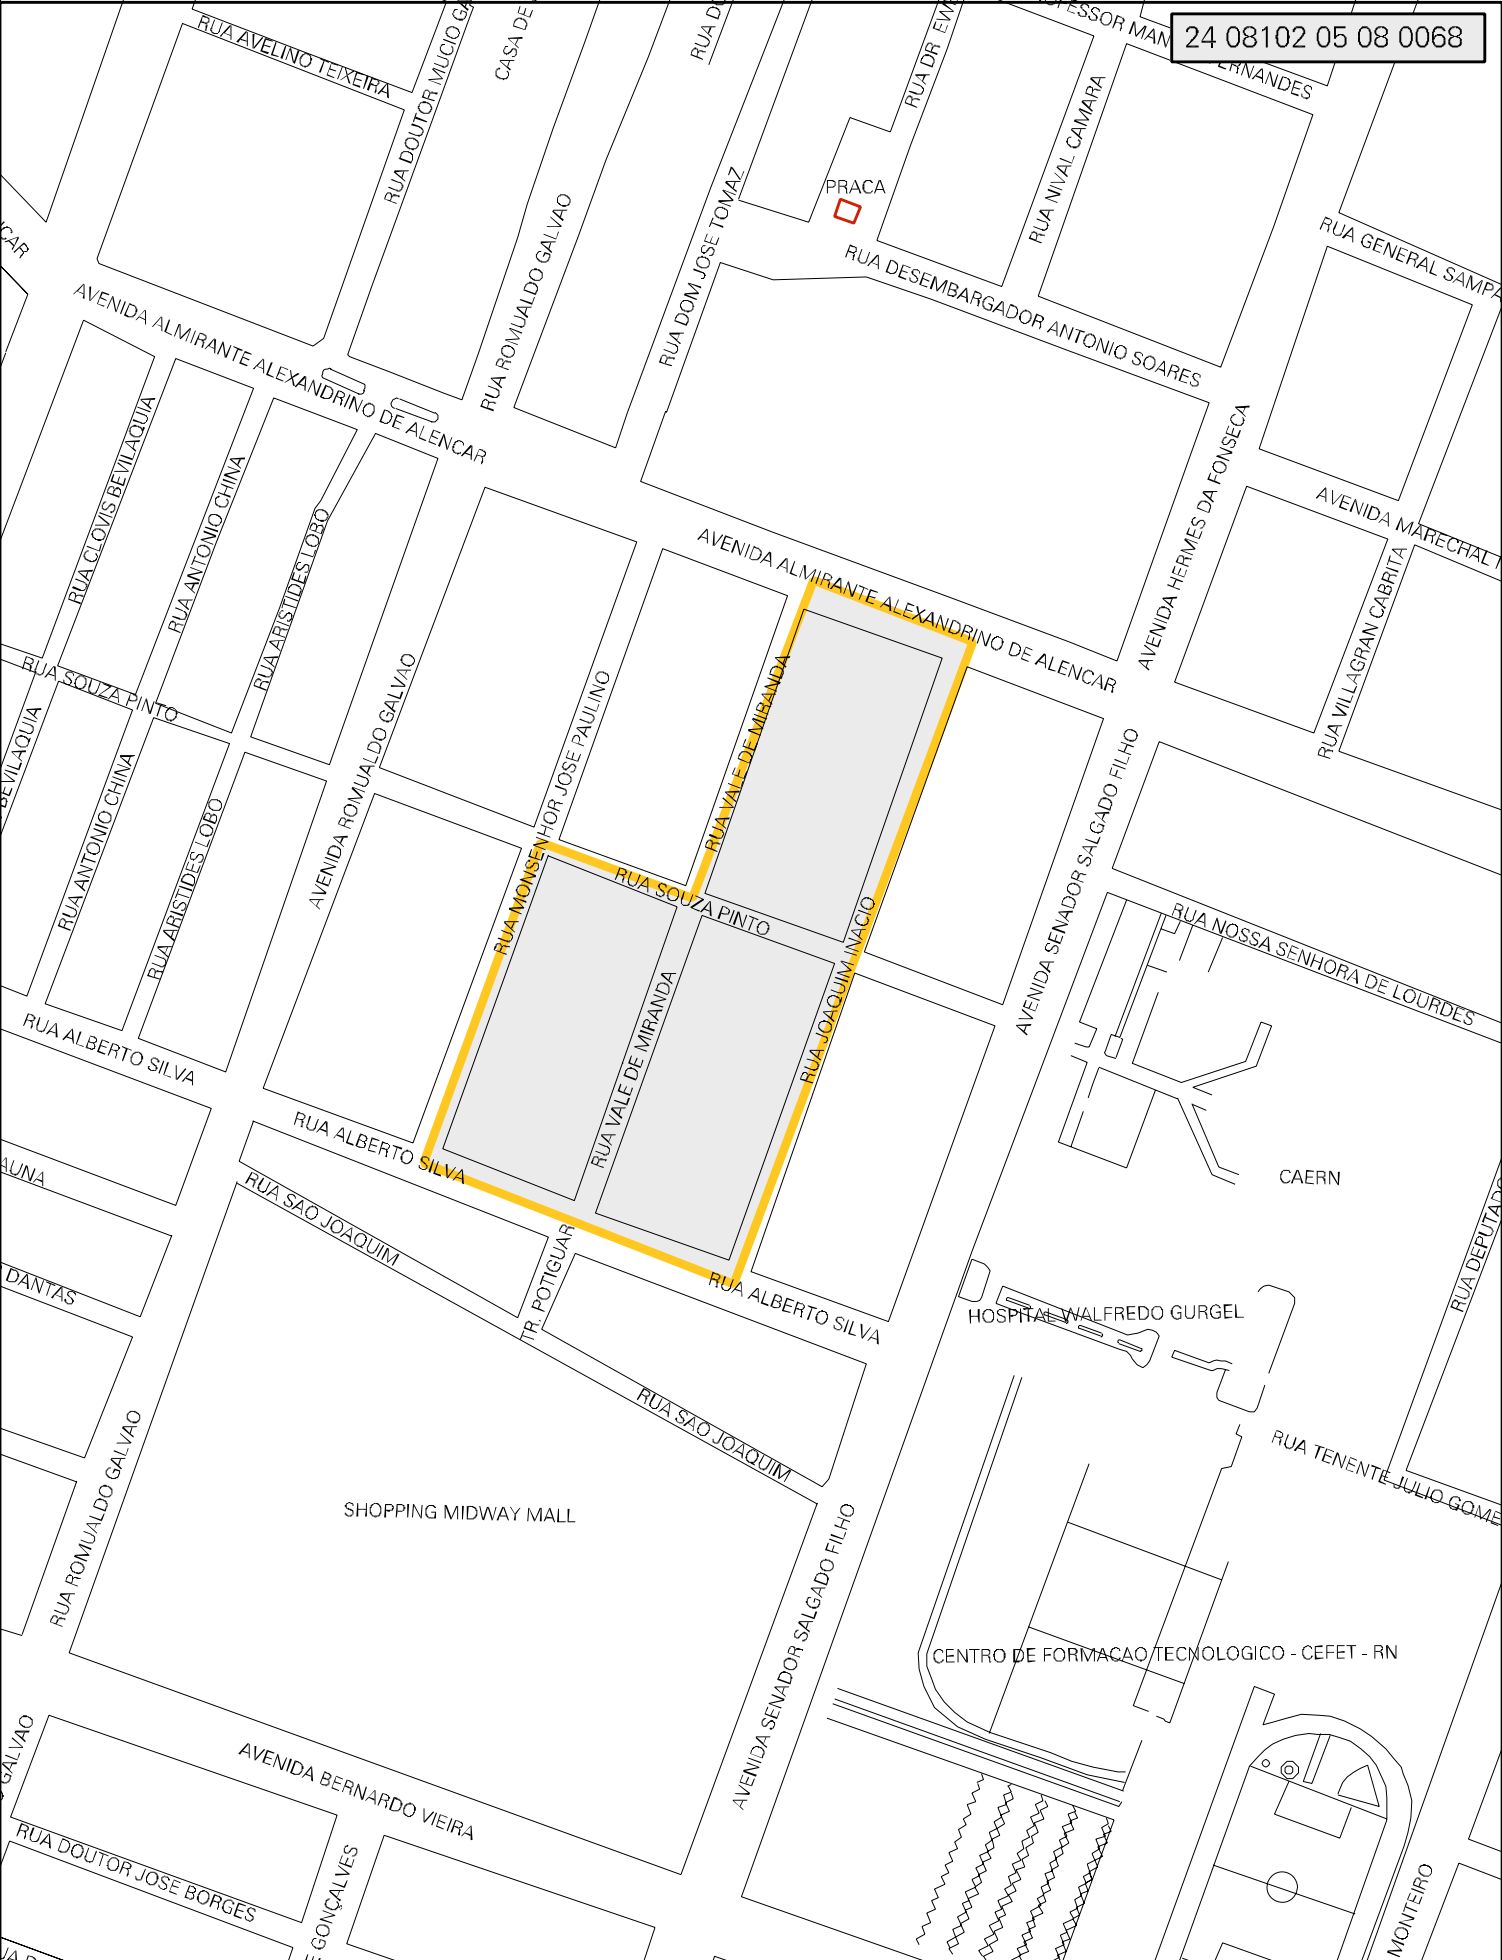 24 08102 05 08 0068
RUA AVELINO TEIXEIRA
CASA DE
PRACA
RUA NIVAL CAMARA
RUA GENERAL
RUA DESEMBARGADOR ANTONIO SOARES
RUA DOM JOSE TOMAZ
RUA ROMUALDO GALVAO
AVENIDA ALMIRANTE ALEXANDRINO DE ALENCAR
RUA CLOVIS BEVILAQUIA
RUA ANTONIO CHINA
RUA ARISTIDES LOBO
AVENIDA HERMES DA FONSECA
AVENIDA MARECHAL
RUA VILLAGRAN CABRITA
AVENIDA ALMIRANTE ALEXANDRINO DE ALENCAR
RUA SOUZA PINTO
AVENIDA ROMUALDO GALVAO
RUA MONSENHOR JOSE PAULINO
RUA VALE DE MIRANDA
BEVILAQUIA
RUA ANTONIO CHINA
RUA ARISTIDES LOBO
RUA SOUZA PINTO
RUA JOAQUIM INACIO
AVENIDA SENADOR SALGADO FILHO
RUA NOSSA SENHORA DE LOURDES
RUA VALE DE MIRANDA
RUA ALBERTO SILVA
RUA ALBERTO SILVA
CAERN
AUNA
RUA SAO JOAQUIM
TR. POTIGUAR
RUA ALBERTO SILVA
DANTAS
HOSPITAL WALFREDO GURGEL
RUA DEPUTADO
RUA SAO JOAQUIM
RUA TENENTE JULIO GOME
RUA ROMUALDO GALVAO
SHOPPING MIDWAY MALL
AVENIDA SENADOR SALGADO FILHO
CENTRO DE FORMACAO TECNOLOGICO - CEFET - RN
GALVAO
AVENIDA BERNARDO VIEIRA
RUA DOUTOR JOSE BORGES
GONÇALVES
MONTEIRO
RUA DOUTOR MUCIO
RUA DR
FERNANDES